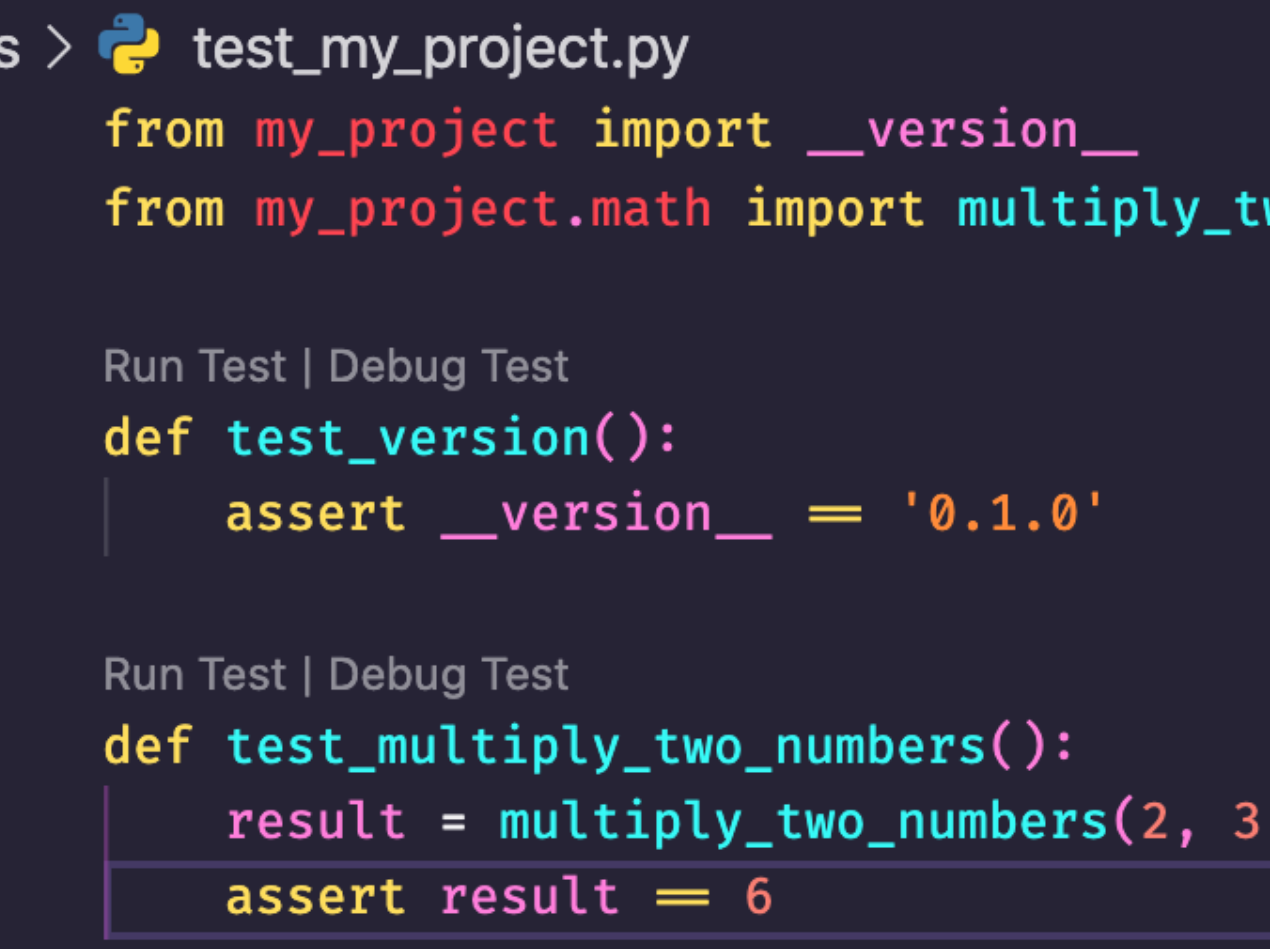 s > test_my_project.py
from my_project import __version__
from my_project.math import multiply_tw
Run Test | Debug Test
def test_version():
    assert __version__ == '0.1.0'
Run Test | Debug Test
def test_multiply_two_numbers():
    result = multiply_two_numbers(2, 3
    assert result == 6